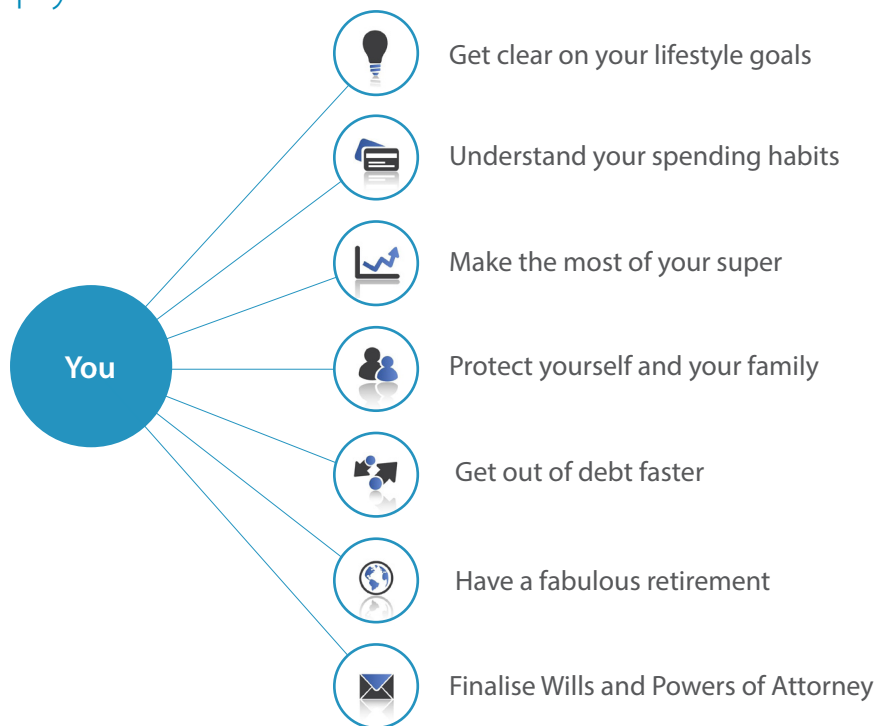 Get clear on your lifestyle goals
Understand your spending habits
Make the most of your super
You
Protect yourself and your family
Get out of debt faster
Have a fabulous retirement
Finalise Wills and Powers of Attorney